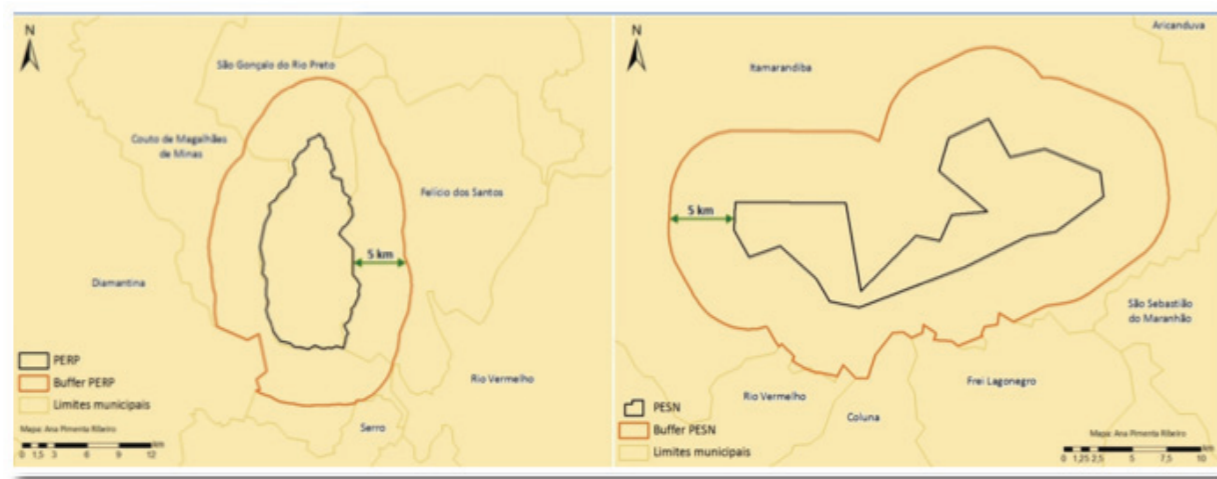 N
São Gonçalo do Rio Preto
Couto de Magalhães
de Minas
Felício dos Santos
5 km
Diamantina
PERP
Buffer PERP
Limites municipais
Rio Vermelho
Serro
Mapa: Ana Pimenta Ribeiro
0 1,5 3 6 9 12 km
N
Aricanduva
Itamarandiba
5 km
São Sebastião
do Maranhão
Frei Lagonegro
Rio Vermelho
Coluna
PESN
Buffer PESN
Limites municipais
Mapa: Ana Pimenta Ribeiro
0 1,25 2,5 5 7,5 10 km